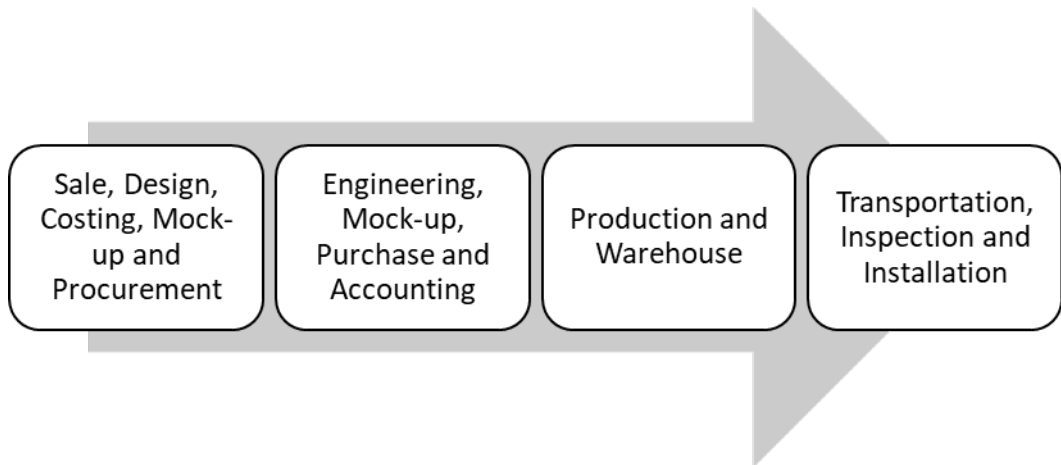 Sale, Design,
Costing, Mock-
up and
Procurement
Engineering,
Mock-up,
Purchase and
Accounting
Production and
Warehouse
Transportation,
Inspection and
Installation